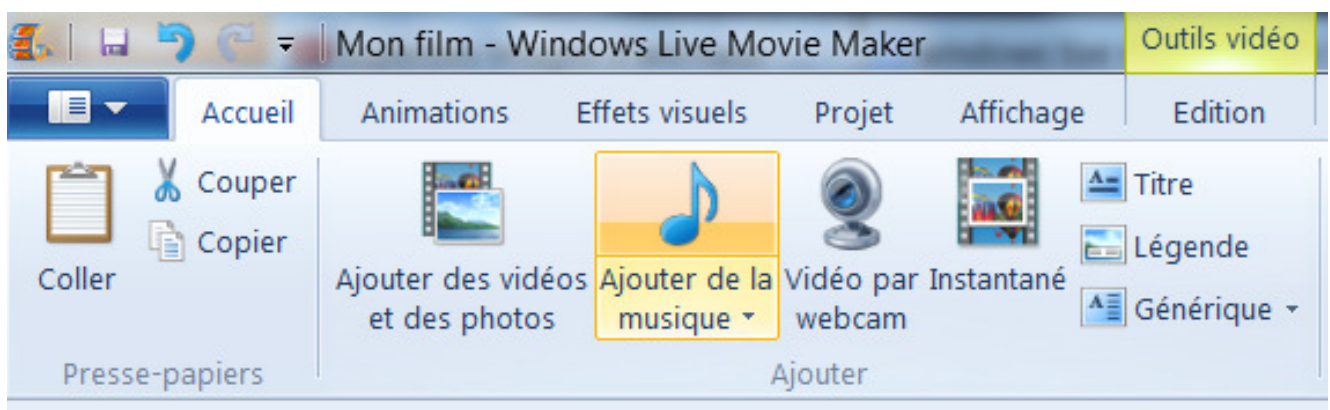 Mon film - Windows Live Movie Maker
Outils vidéo
Accueil
Animations
Effets visuels
Projet
Affichage
Edition
Coller
Couper
Copier
Presse-papiers
Ajouter des vidéos
et des photos
Ajouter de la
musique
Vidéo par
webcam
Instantané
Titre
Légende
Générique
Ajouter